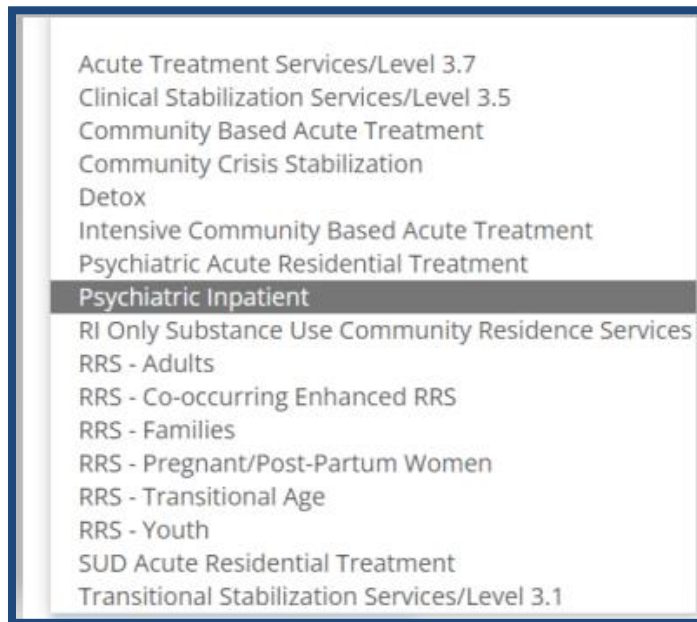 Acute Treatment Services/Level 3.7
Clinical Stabilization Services/Level 3.5
Community Based Acute Treatment
Community Crisis Stabilization
Detox
Intensive Community Based Acute Treatment
Psychiatric Acute Residential Treatment
Psychiatric Inpatient
RI Only Substance Use Community Residence Services
RRS - Adults
RRS - Co-occurring Enhanced RRS
RRS - Families
RRS - Pregnant/Post-Partum Women
RRS - Transitional Age
RRS - Youth
SUD Acute Residential Treatment
Transitional Stabilization Services/Level 3.1